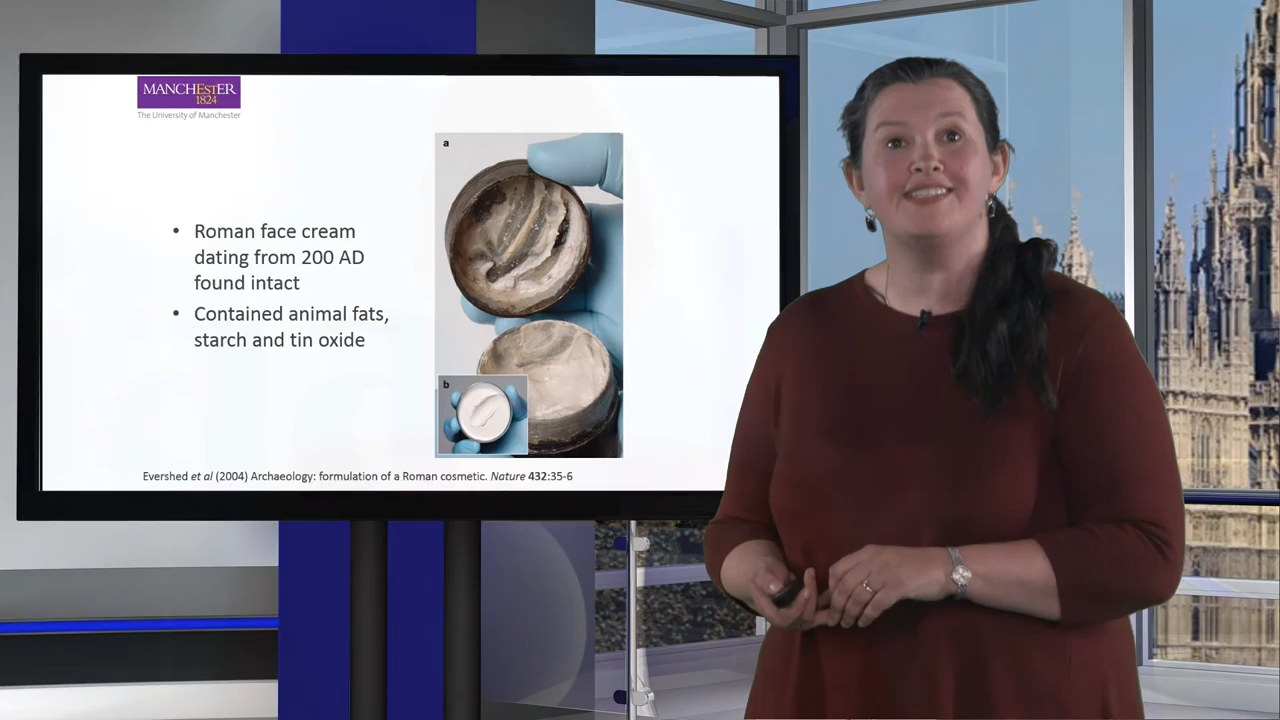 MANCHESTER
1824
The University of Manchester
a
• Roman face cream
dating from 200 AD
found intact
• Contained animal fats,
starch and tin oxide
b
Evershed et al (2004) Archaeology: formulation of a Roman cosmetic. Nature 432:35-6